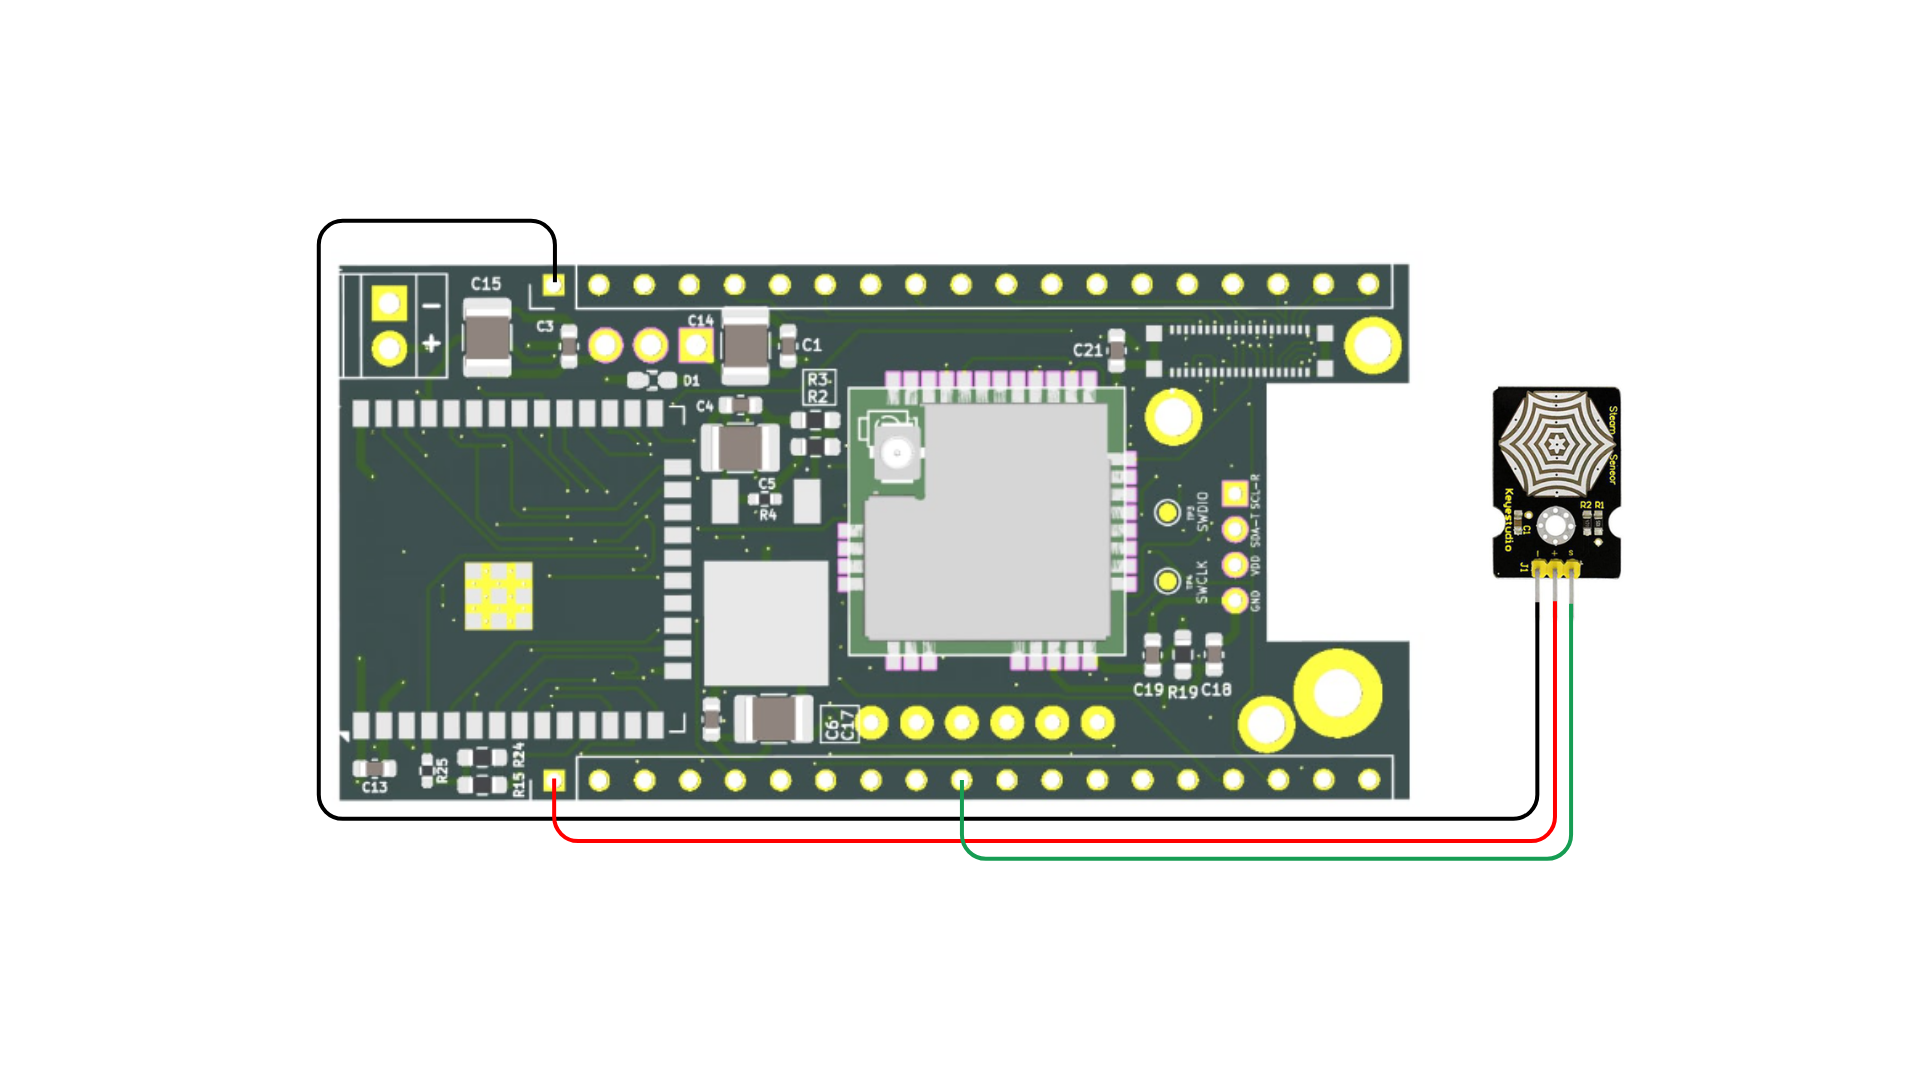 C15
−
+
C3
C14
C1
D1
R3
R2
C4
C5
R4
C21
TP3
SWDIO
TP4
SWCLK
SCL-R
SDA-T
VDD
GND
C19
R19
C18
C6
C17
R25
R24
R15
C13
Steam Sensor
Keyestudio
C1
R2
R1
J1
+
S